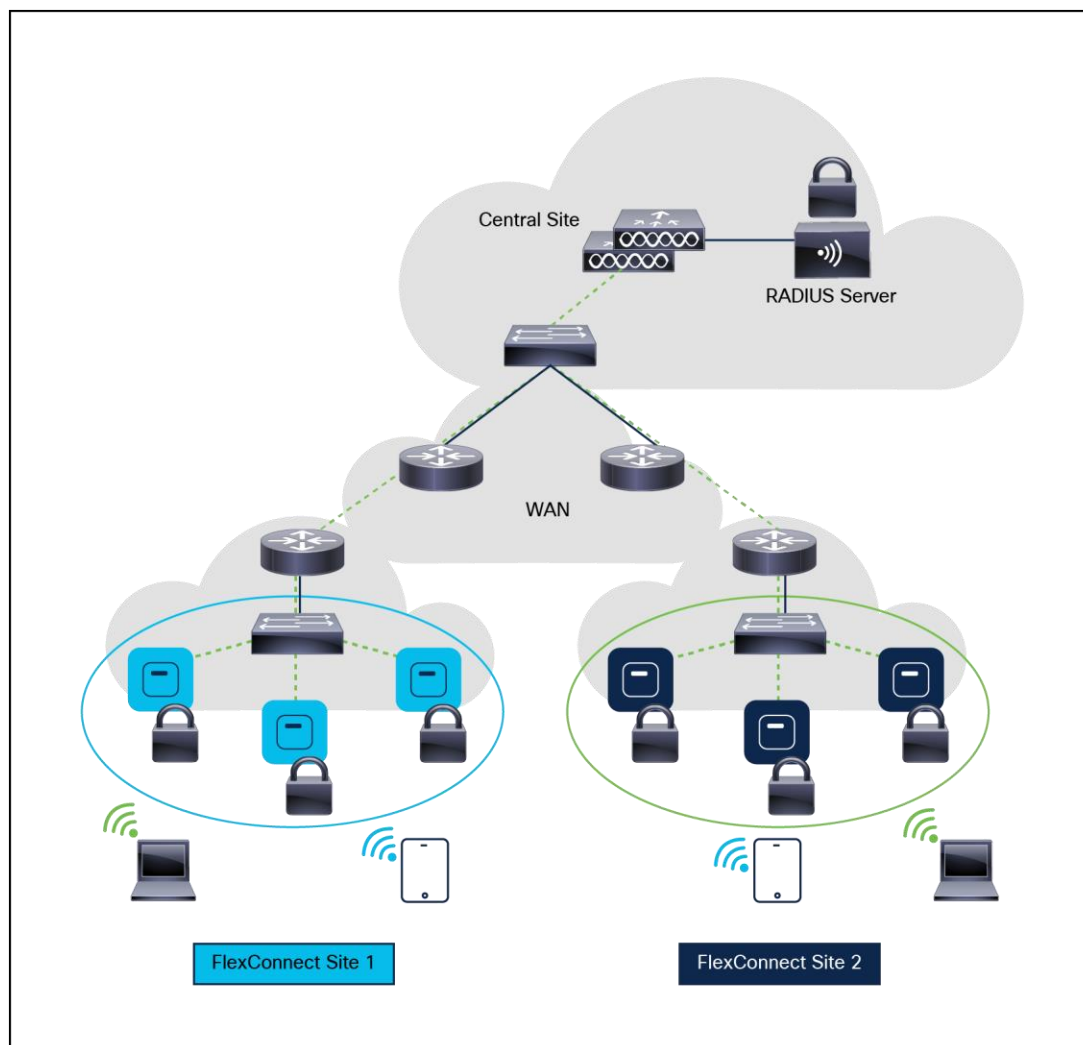 Central Site
RADIUS Server
WAN
FlexConnect Site 1
FlexConnect Site 2